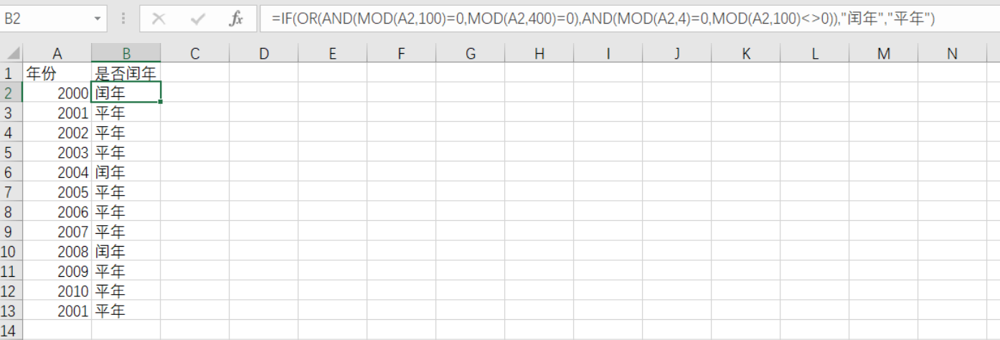 B2 fx =IF(OR(AND(MOD(A2,100)=0,MOD(A2,400)=0),AND(MOD(A2,4)=0,MOD(A2,100)<>0)),"闰年","平年")
A B C D E F G H I J K L M N
1 年份 是否闰年
2 2000 闰年
3 2001 平年
4 2002 平年
5 2003 平年
6 2004 闰年
7 2005 平年
8 2006 平年
9 2007 平年
10 2008 闰年
11 2009 平年
12 2010 平年
13 2001 平年
14